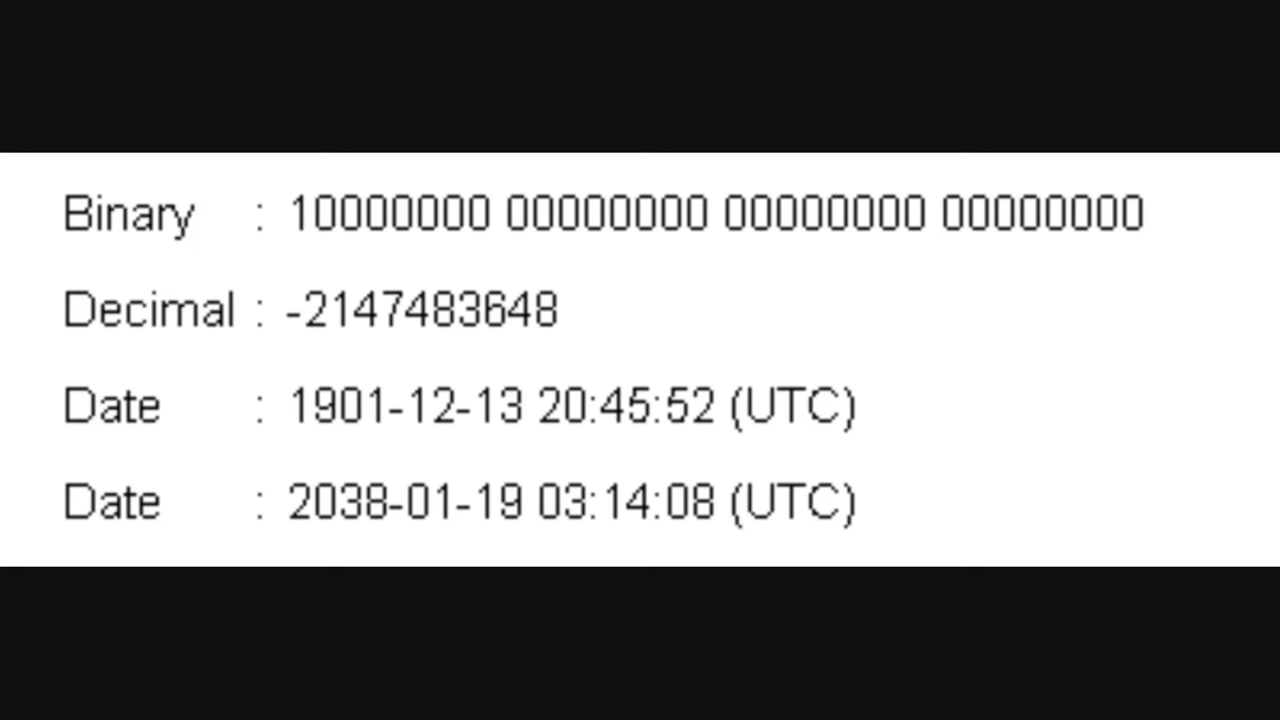 Binary : 10000000 00000000 00000000 00000000
Decimal : -2147483648
Date : 1901-12-13 20:45:52 (UTC)
Date : 2038-01-19 03:14:08 (UTC)